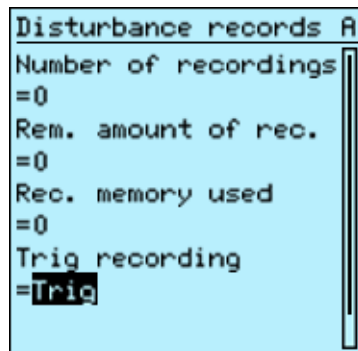 Disturbance records A
Number of recordings
=0
Rem. amount of rec.
=0
Rec. memory used
=0
Trig recording
=Trig